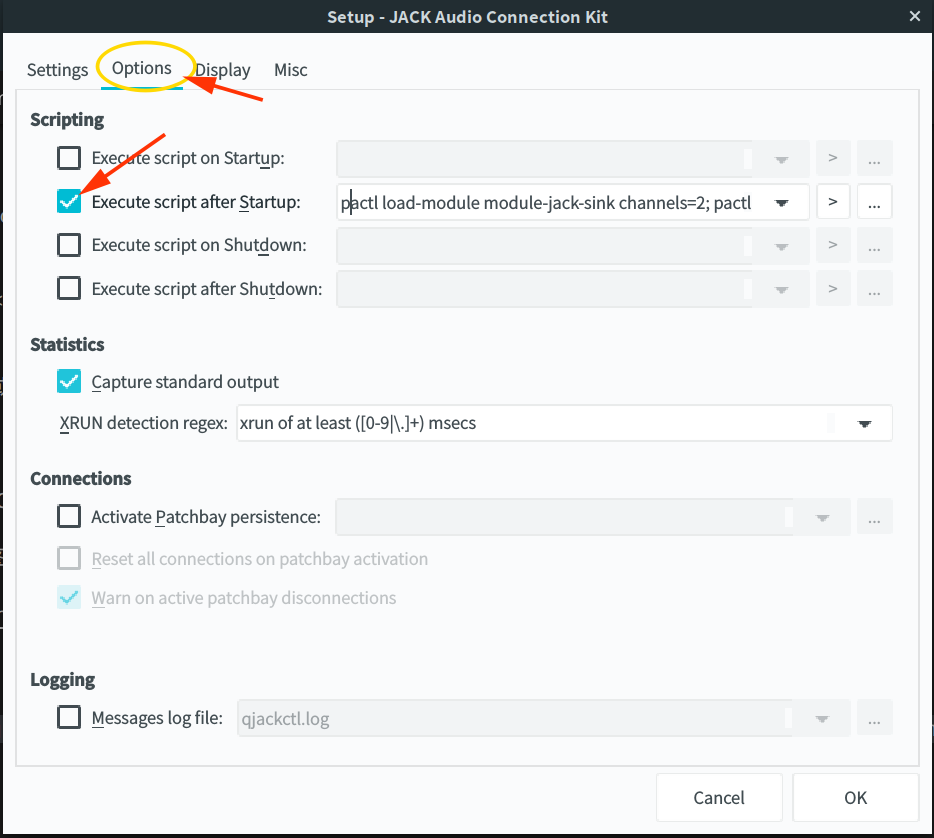 Setup - JACK Audio Connection Kit
Settings Options Display Misc
Scripting
Execute script on Startup: > ...
Execute script after Startup: pactl load-module module-jack-sink channels=2; pactl > ...
Execute script on Shutdown: > ...
Execute script after Shutdown: > ...
Statistics
Capture standard output
XRUN detection regex: xrun of at least ([0-9|\.]+) msecs
Connections
Activate Patchbay persistence: ...
Reset all connections on patchbay activation
Warn on active patchbay disconnections
Logging
Messages log file: qjackctl.log ...
Cancel OK